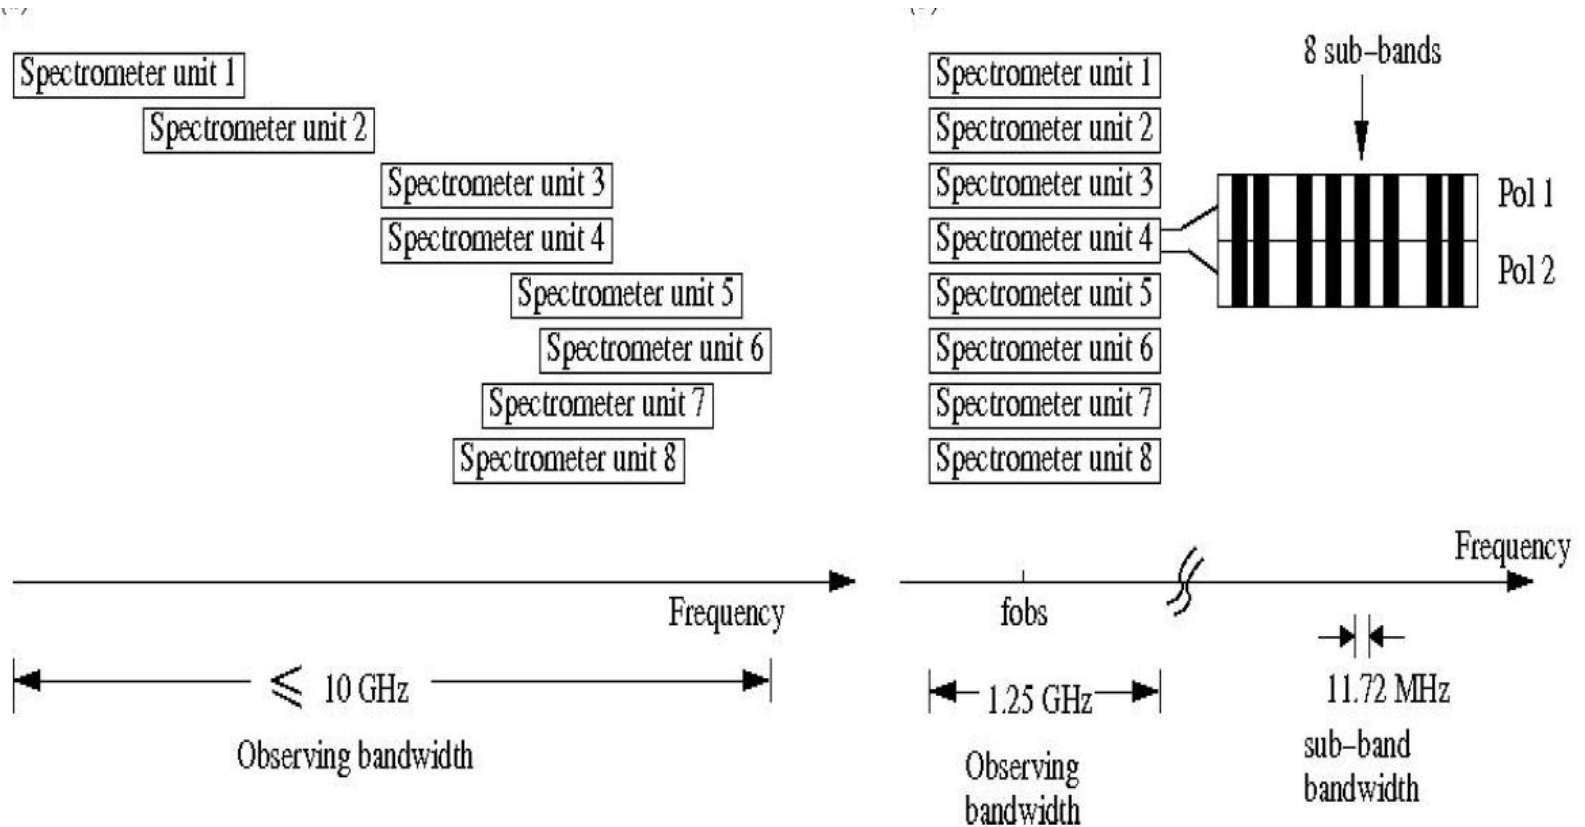 Spectrometer unit 1
Spectrometer unit 2
Spectrometer unit 3
Spectrometer unit 4
Spectrometer unit 5
Spectrometer unit 6
Spectrometer unit 7
Spectrometer unit 8
Frequency
≤ 10 GHz
Observing bandwidth
Spectrometer unit 1
Spectrometer unit 2
Spectrometer unit 3
Spectrometer unit 4
Spectrometer unit 5
Spectrometer unit 6
Spectrometer unit 7
Spectrometer unit 8
8 sub-bands
Pol 1
Pol 2
Frequency
fobs
1.25 GHz
Observing
bandwidth
11.72 MHz
sub-band
bandwidth